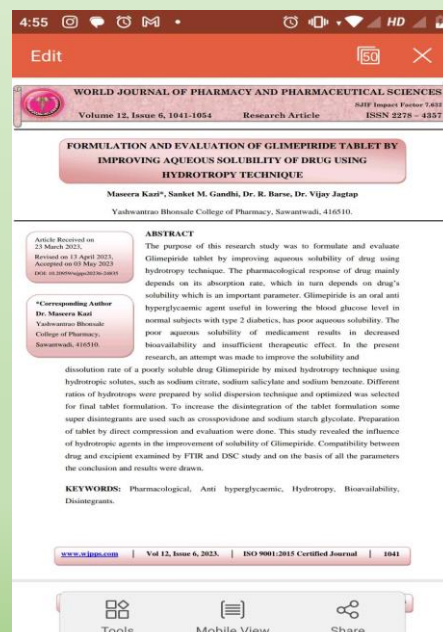 4:55
HD
Edit
50
WORLD JOURNAL OF PHARMACY AND PHARMACEUTICAL SCIENCES
SJIF Impact Factor 7.632
Volume 12, Issue 6, 1041-1054 Research Article ISSN 2278 – 4357
FORMULATION AND EVALUATION OF GLIMEPIRIDE TABLET BY
IMPROVING AQUEOUS SOLUBILITY OF DRUG USING
HYDROTROPY TECHNIQUE
Maseera Kazi*, Sanket M. Gandhi, Dr. R. Barse, Dr. Vijay Jagtap
Yashwantrao Bhonsale College of Pharmacy, Sawantwadi, 416510.
Article Received on
23 March 2023,
Revised on 13 April 2023,
Accepted on 03 May 2023
*Corresponding Author
Dr. Maseera Kazi
Yashwantrao Bhonsale
College of Pharmacy,
Sawantwadi, 416510.
ABSTRACT
The purpose of this research study was to formulate and evaluate
Glimepiride tablet by improving aqueous solubility of drug using
hydrotropy technique. The pharmacological response of drug mainly
depends on its absorption rate, which in turn depends on drug's
solubility which is an important parameter. Glimepiride is an oral anti
hyperglycaemic agent useful in lowering the blood glucose level in
normal subjects with type 2 diabetics, has poor aqueous solubility. The
poor aqueous solubility of medicament results in decreased
bioavailability and insufficient therapeutic effect. In the present
research, an attempt was made to improve the solubility and
dissolution rate of a poorly soluble drug Glimepiride by mixed hydrotropy technique using
hydrotropic solutes, such as sodium citrate, sodium salicylate and sodium benzoate. Different
ratios of hydrotrops were prepared by solid dispersion technique and optimized was selected
for final tablet formulation. To increase the disintegration of the tablet formulation some
super disintegrants are used such as crosspovidone and sodium starch glycolate. Preparation
of tablet by direct compression and evaluation were done. This study revealed the influence
of hydrotropic agents in the improvement of solubility of Glimepiride. Compatibility between
drug and excipient examined by FTIR and DSC study and on the basis of all the parameters
the conclusion and results were drawn.
KEYWORDS: Pharmacological, Anti hyperglycaemic, Hydrotropy, Bioavailability,
Disintegrants.
www.wjpps.com | Vol 12, Issue 6, 2023. | ISO 9001:2015 Certified Journal | 1041
Tools Mobile View Share